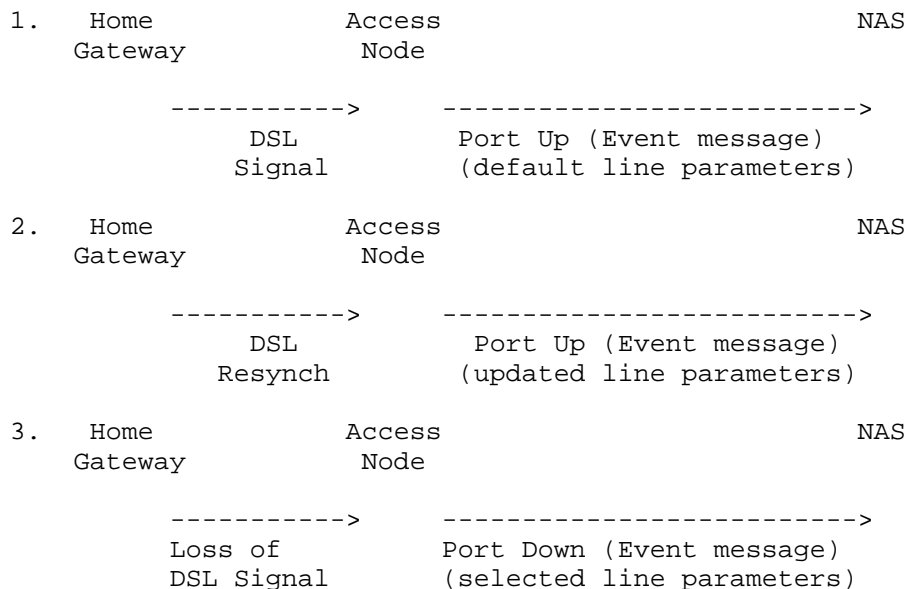 1. Home Access NAS
Gateway Node
-----------> -------------------------->
DSL Port Up (Event message)
Signal (default line parameters)
2. Home Access NAS
Gateway Node
-----------> -------------------------->
DSL Port Up (Event message)
Resynch (updated line parameters)
3. Home Access NAS
Gateway Node
-----------> -------------------------->
Loss of Port Down (Event message)
DSL Signal (selected line parameters)